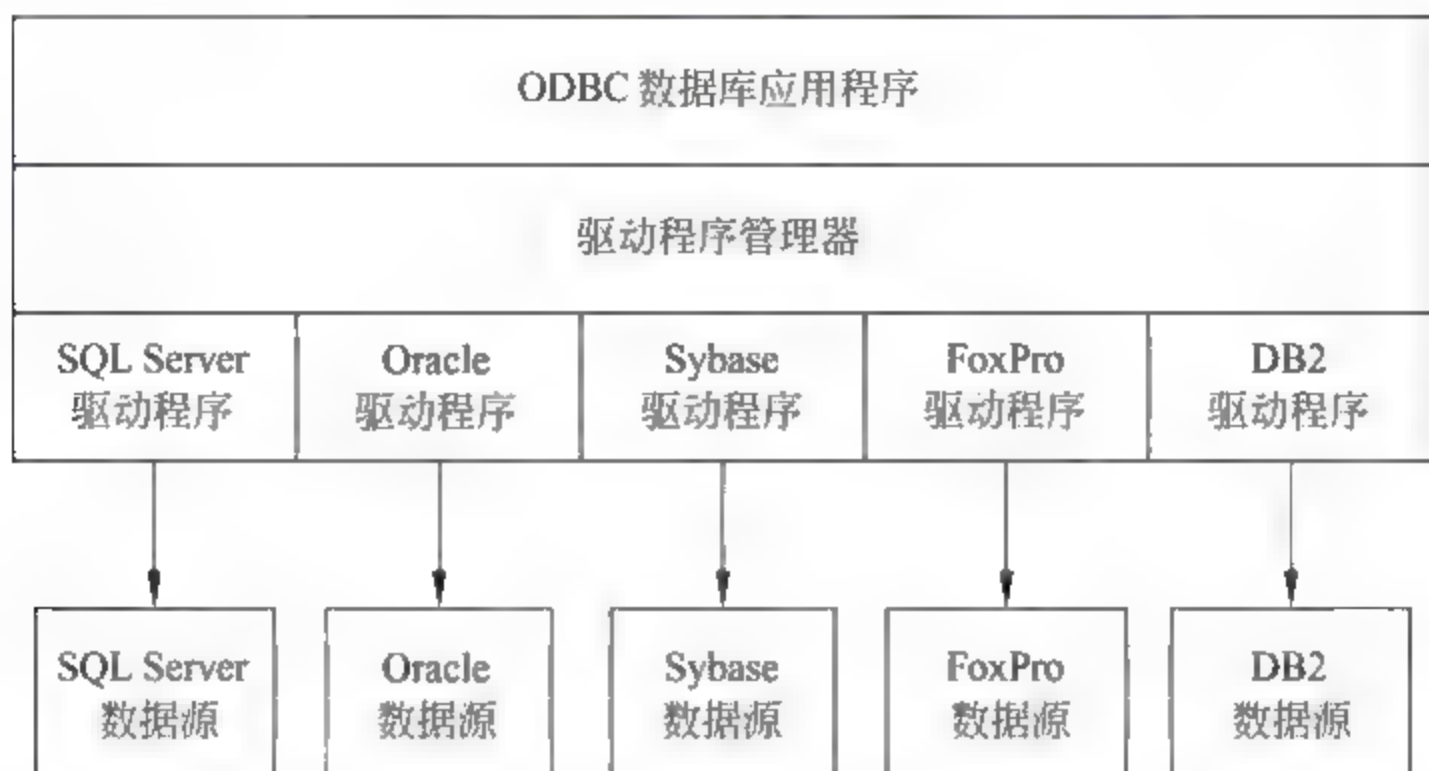 ODBC 数据库应用程序
驱动程序管理器
SQL Server
驱动程序
Oracle
驱动程序
Sybase
驱动程序
FoxPro
驱动程序
DB2
驱动程序
SQL Server
数据源
Oracle
数据源
Sybase
数据源
FoxPro
数据源
DB2
数据源